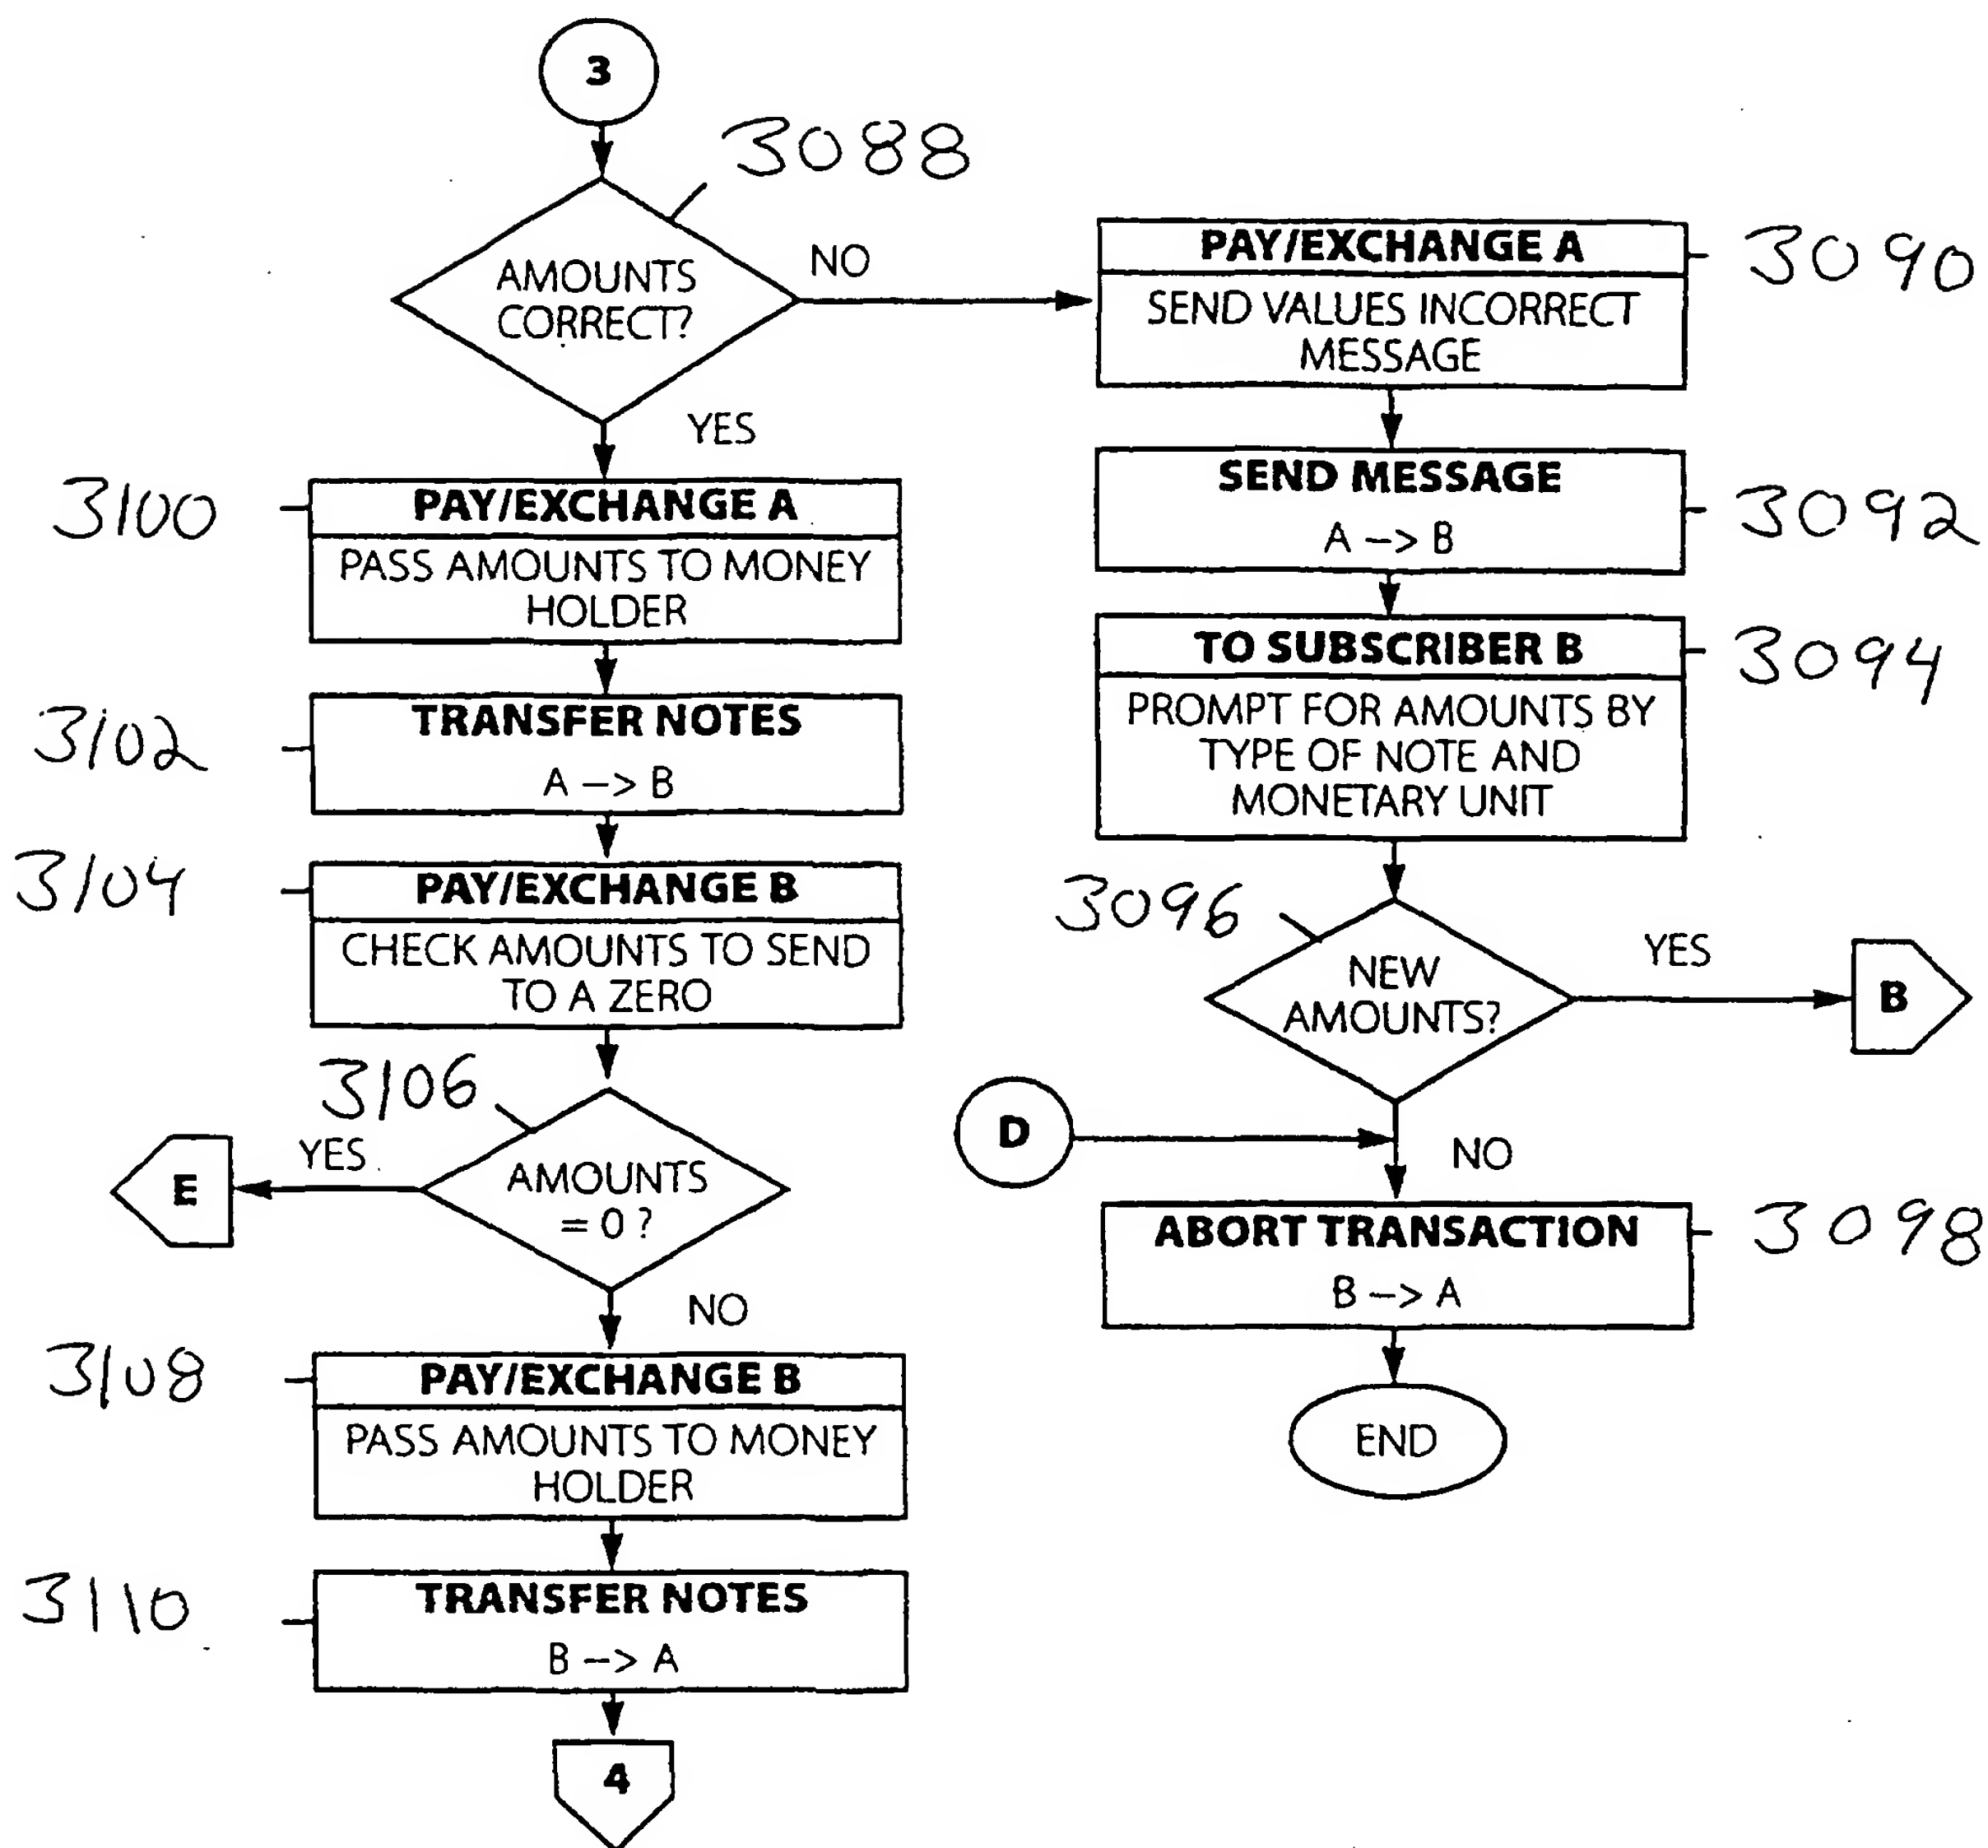 3
3088
AMOUNTS
CORRECT?
NO
YES
PAY/EXCHANGE A
3090
SEND VALUES INCORRECT
MESSAGE
SEND MESSAGE
3092
A –> B
TO SUBSCRIBER B
3094
PROMPT FOR AMOUNTS BY
TYPE OF NOTE AND
MONETARY UNIT
3096
NEW
AMOUNTS?
YES
B
D
NO
ABORT TRANSACTION
3098
B –> A
END
3100
PAY/EXCHANGE A
PASS AMOUNTS TO MONEY
HOLDER
3102
TRANSFER NOTES
A –> B
3104
PAY/EXCHANGE B
CHECK AMOUNTS TO SEND
TO A ZERO
3106
AMOUNTS
= 0 ?
YES
E
NO
3108
PAY/EXCHANGE B
PASS AMOUNTS TO MONEY
HOLDER
3110
TRANSFER NOTES
B –> A
4